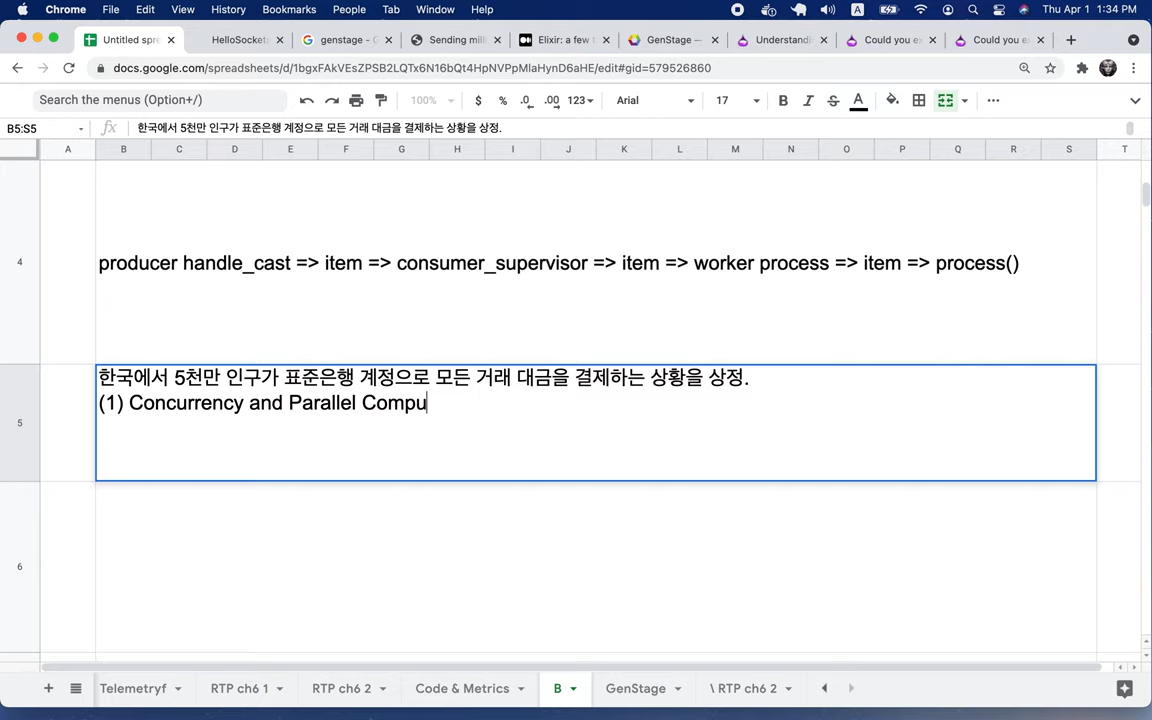 Chrome File Edit View History Bookmarks People Tab Window Help Thu Apr 1 1:34 PM
Untitled spre HelloSocket genstage - G Sending mill Elixir: a few t GenStage — Understandi Could you e Could you e
docs.google.com/spreadsheets/d/1bgxFAkVEsZPSB2LQTx6N16bQt4HpNVPpMlaHynD6aHE/edit#gid=579526860
Search the menus (Option+/) 100% $ % .0 .00 123 Arial 17 B I S A
B5:S5 fx 한국에서 5천만 인구가 표준은행 계정으로 모든 거래 대금을 결제하는 상황을 상정.
A B C D E F G H I J K L M N O P Q R S T
4 producer handle_cast => item => consumer_supervisor => item => worker process => item => process()
한국에서 5천만 인구가 표준은행 계정으로 모든 거래 대금을 결제하는 상황을 상정.
(1) Concurrency and Parallel Compu
5
6
Telemetryf RTP ch6 1 RTP ch6 2 Code & Metrics B GenStage \ RTP ch6 2